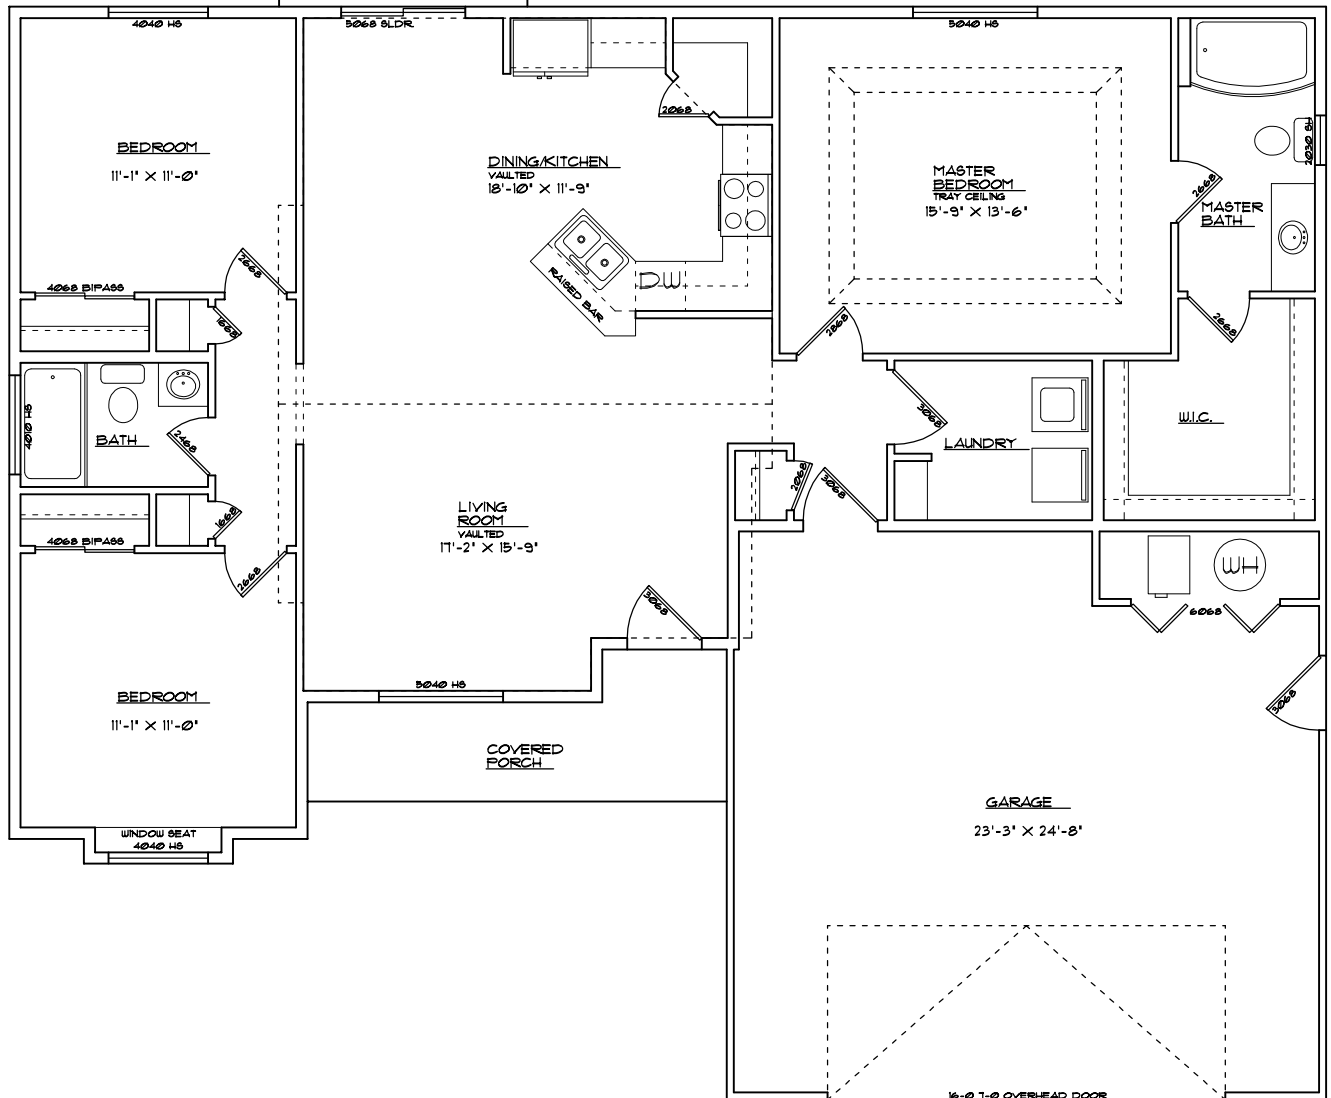 4040 HS
5068 SLDR.
5040 HS
2068
BEDROOM
11'-1" X 11'-0"
DINING/KITCHEN
VAULTED
18'-10" X 11'-9"
MASTER
BEDROOM
TRAY CEILING
15'-9" X 13'-6"
2030 SH
2668
MASTER
BATH
2668
4068 BIPASS
RAISED BAR
DW
1668
2868
2668
4010 HS
BATH
2468
3068
LAUNDRY
W.I.C.
1668
4068 BIPASS
2668
LIVING
ROOM
VAULTED
17'-2" X 15'-9"
2068
3068
WH
6068
3068
BEDROOM
11'-1" X 11'-0"
5040 HS
3068
COVERED
PORCH
GARAGE
23'-3" X 24'-8"
WINDOW SEAT
4040 HS
16-0 7-0 OVERHEAD DOOR